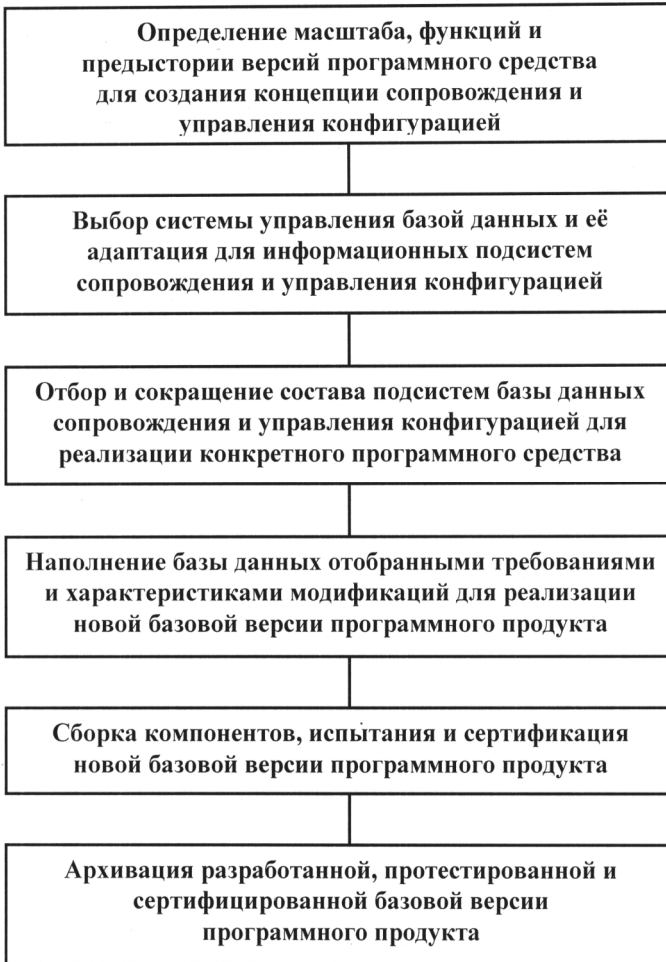 Определение масштаба, функций и
предыстории версий программного средства
для создания концепции сопровождения и
управления конфигурацией
Выбор системы управления базой данных и её
адаптация для информационных подсистем
сопровождения и управления конфигурацией
Отбор и сокращение состава подсистем базы данных
сопровождения и управления конфигурацией для
реализации конкретного программного средства
Наполнение базы данных отобранными требованиями
и характеристиками модификаций для реализации
новой базовой версии программного продукта
Сборка компонентов, испытания и сертификация
новой базовой версии программного продукта
Архивация разработанной, протестированной и
сертифицированной базовой версии
программного продукта